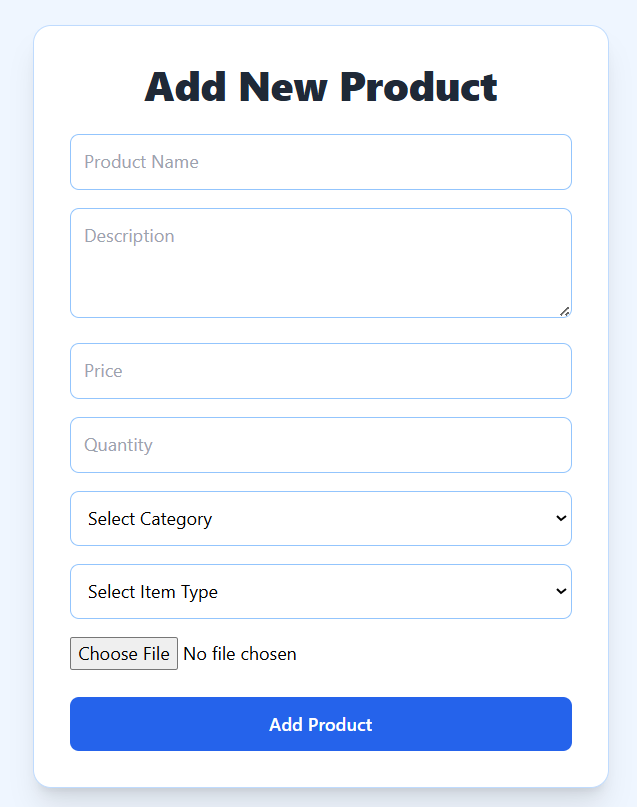 Add New Product
Product Name
Description
Price
Quantity
Select Category
Select Item Type
Choose File No file chosen
Add Product